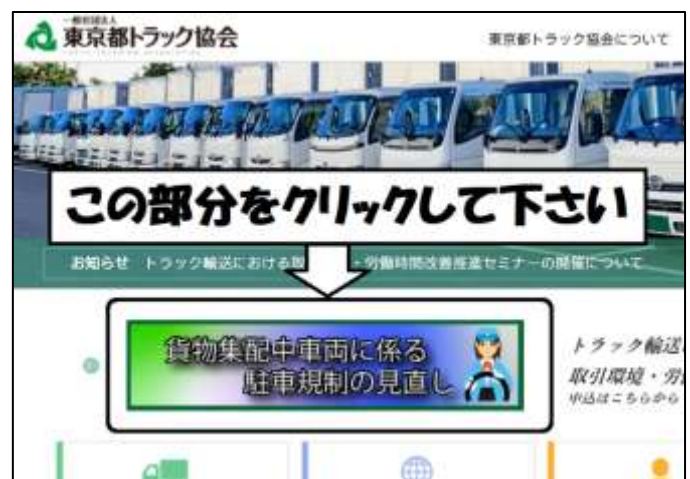 一般社団法人
東京都トラック協会
東京都トラック協会について
この部分をクリックして下さい
お知らせ トラック輸送における取 ・労働時間改善推進セミナーの開催について
貨物集配中車両に係る
駐車規制の見直し
トラック輸送
取引環境・労
申込はこちらから